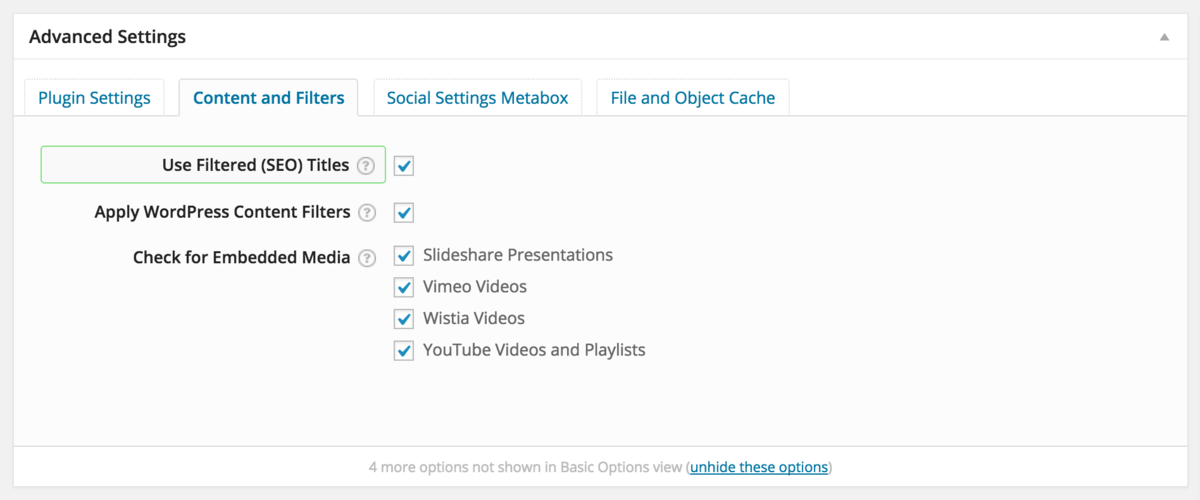 Advanced Settings
Plugin Settings Content and Filters Social Settings Metabox File and Object Cache
Use Filtered (SEO) Titles ?
Apply WordPress Content Filters ?
Check for Embedded Media ? Slideshare Presentations
Vimeo Videos
Wistia Videos
YouTube Videos and Playlists
4 more options not shown in Basic Options view (unhide these options)